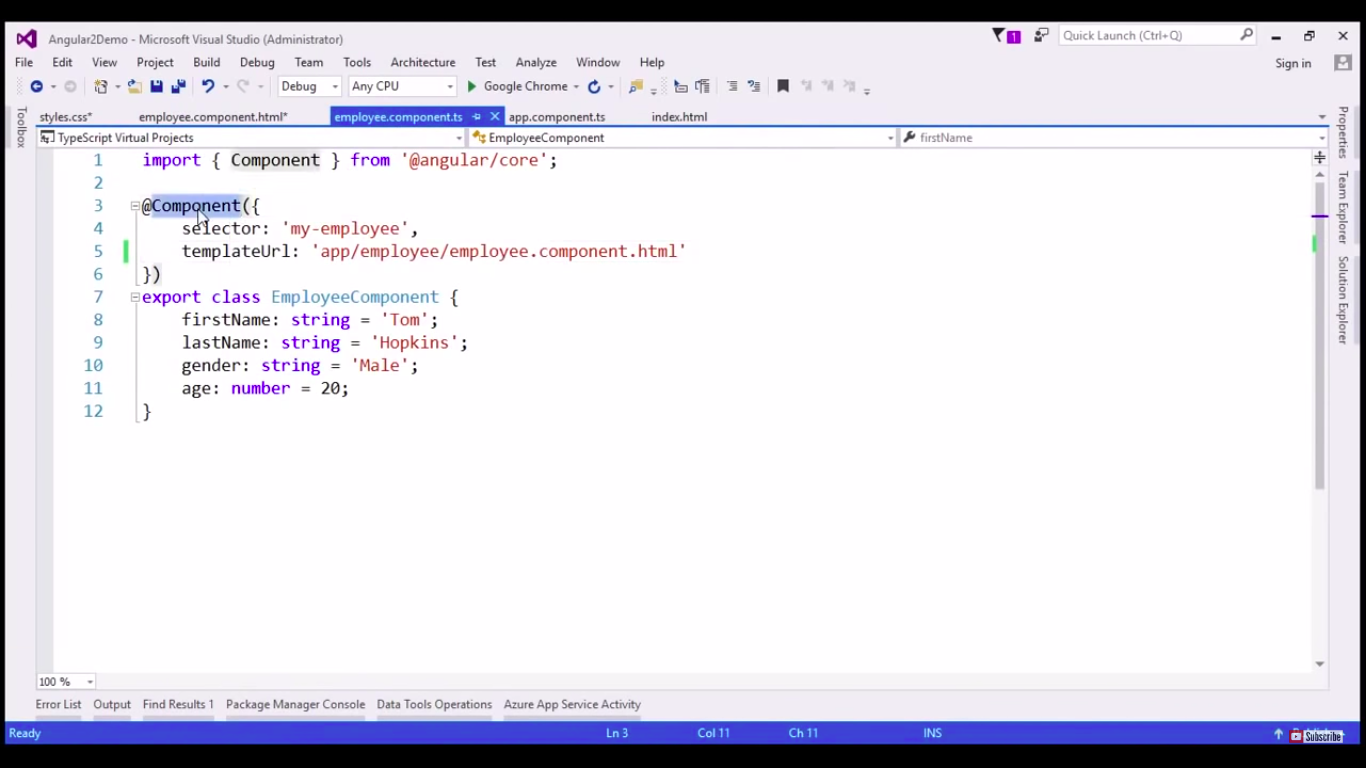 Angular2Demo - Microsoft Visual Studio (Administrator)
1
Quick Launch (Ctrl+Q)
File Edit View Project Build Debug Team Tools Architecture Test Analyze Window Help
Sign in
Debug Any CPU Google Chrome
styles.css* employee.component.html* employee.component.ts app.component.ts index.html
TypeScript Virtual Projects EmployeeComponent firstName
Toolbox
Properties
Team Explorer
Solution Explorer
1 import { Component } from '@angular/core';
2
3 @Component({
4 selector: 'my-employee',
5 templateUrl: 'app/employee/employee.component.html'
6 })
7 export class EmployeeComponent {
8 firstName: string = 'Tom';
9 lastName: string = 'Hopkins';
10 gender: string = 'Male';
11 age: number = 20;
12 }
100 %
Error List Output Find Results 1 Package Manager Console Data Tools Operations Azure App Service Activity
Ready Ln 3 Col 11 Ch 11 INS
Subscribe